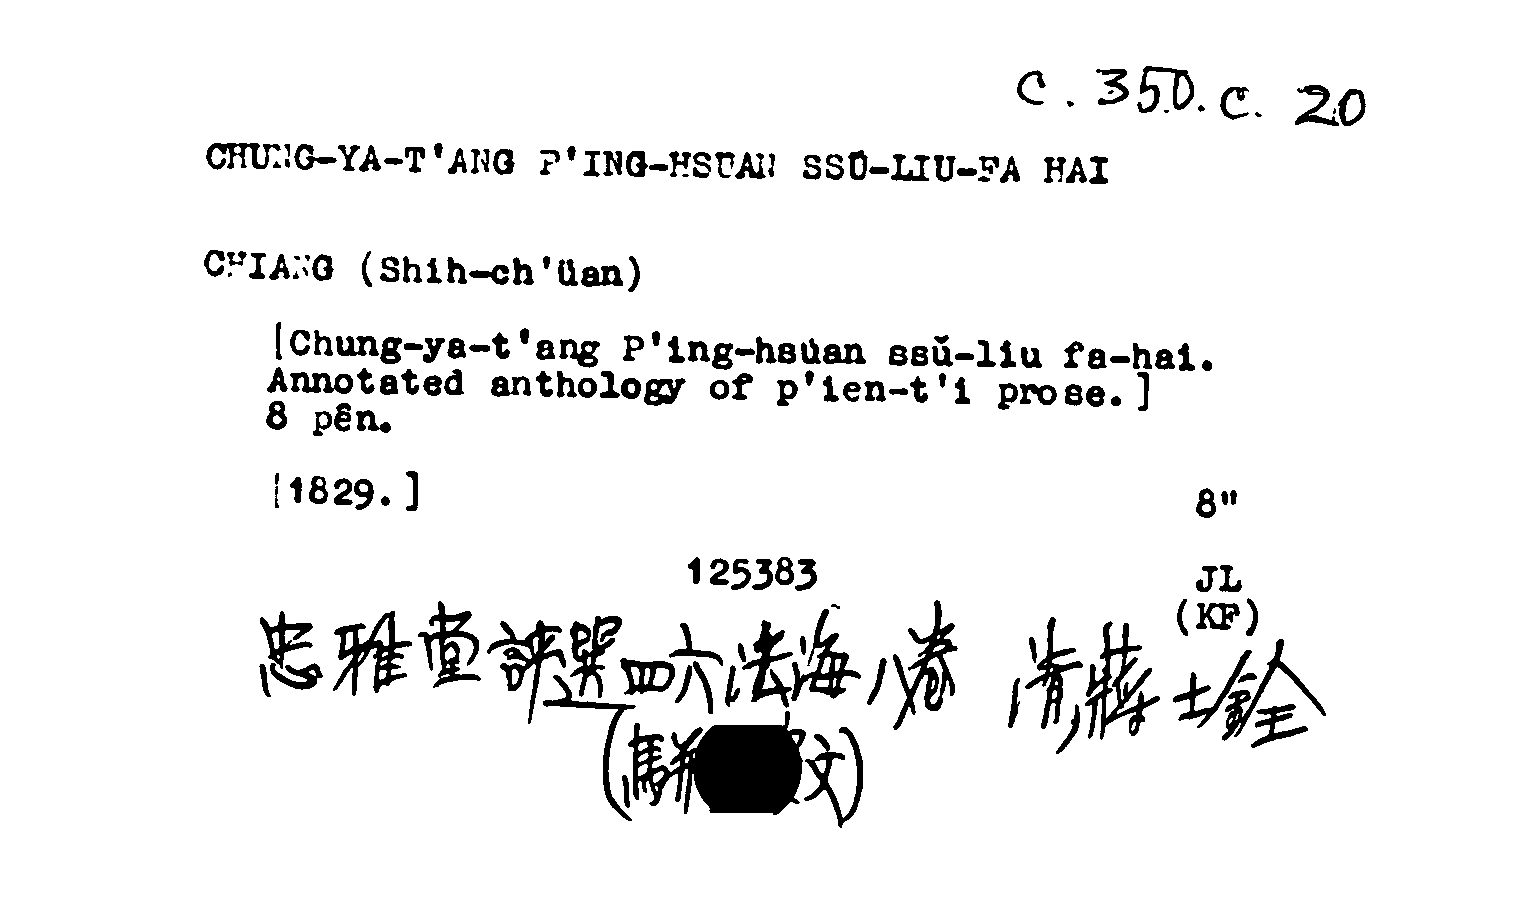 C. 350. C. 20
CHUNG-YA-T'ANG P'ING-HSÜAN SSŬ-LIU-FA HAI
CHIANG (Shih-ch'üan)
[Chung-ya-t'ang P'ing-hsüan ssŭ-liu fa-hai.
Annotated anthology of p'ien-t'i prose.]
8 pên.
[1829.] 8"
125383 JL
(KF)
忠雅堂評選四六法海八卷 清蔣士銓
(駢 文)